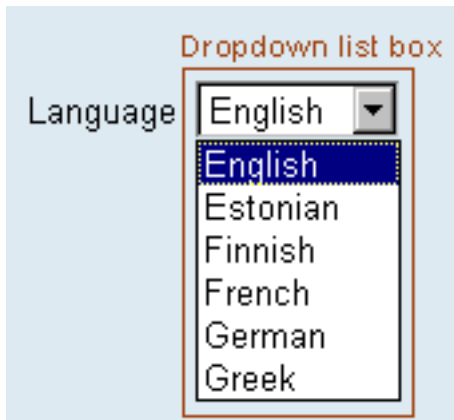 Dropdown list box
Language English
English
Estonian
Finnish
French
German
Greek